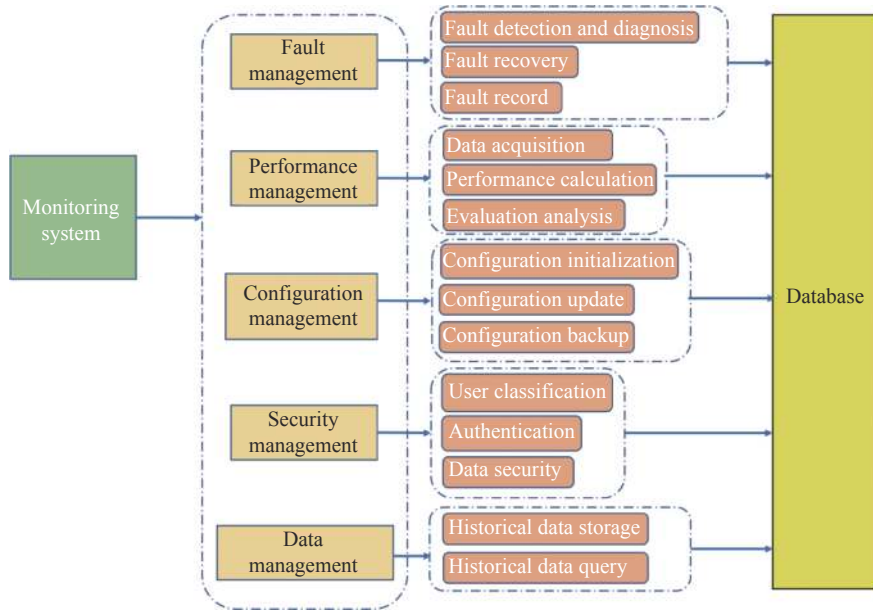 Monitoring
system
Fault
management
Fault detection and diagnosis
Fault recovery
Fault record
Performance
management
Data acquisition
Performance calculation
Evaluation analysis
Configuration
management
Configuration initialization
Configuration update
Configuration backup
Security
management
User classification
Authentication
Data security
Data
management
Historical data storage
Historical data query
Database